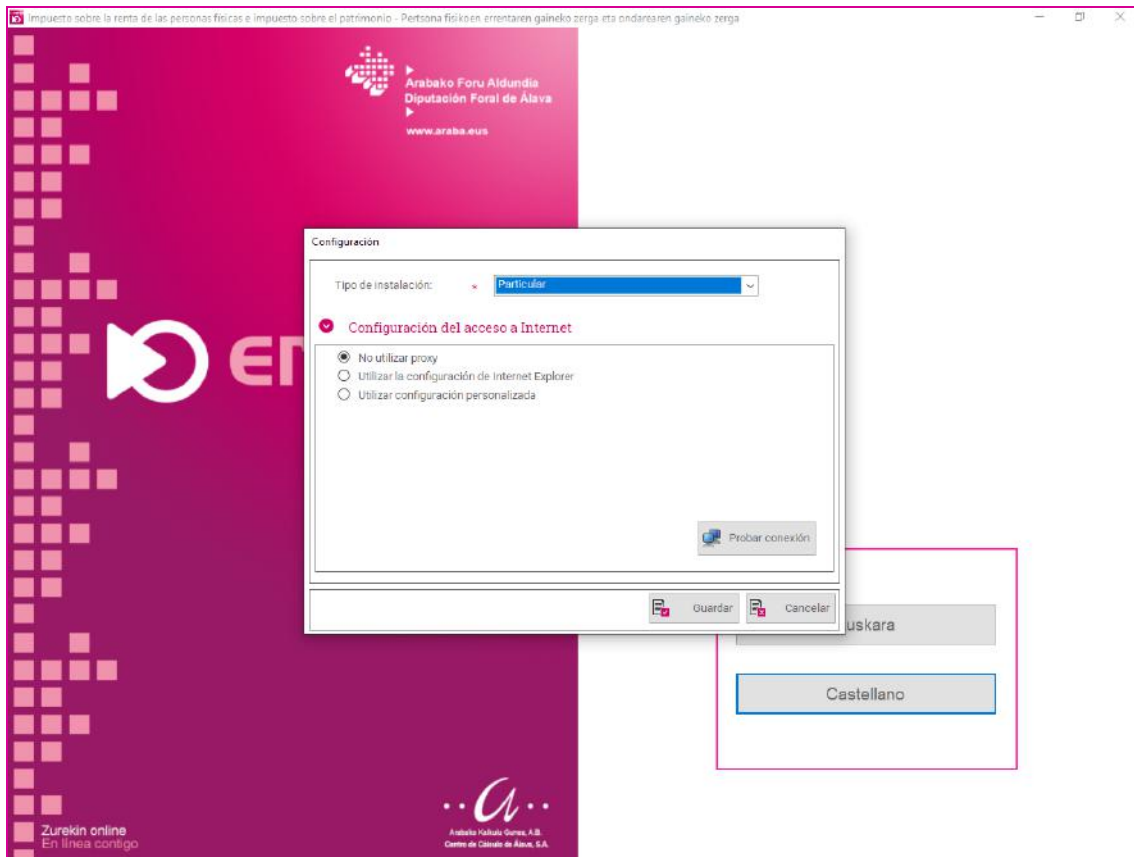 Impuesto sobre la renta de las personas físicas e impuesto sobre el patrimonio - Pertsona fisikoen errentaren gaineko zerga eta ondarearen gaineko zerga
Arabako Foru Aldundia
Diputación Foral de Álava
www.araba.eus
Configuración
Tipo de instalación: * Particular
Configuración del acceso a Internet
No utilizar proxy
Utilizar la configuración de Internet Explorer
Utilizar configuración personalizada
Probar conexión
Guardar Cancelar
uskara
Castellano
Zurekin online
En línea contigo
Arabako Kalkulu Gunea, A.B.
Centro de Cálculo de Álava, S.A.